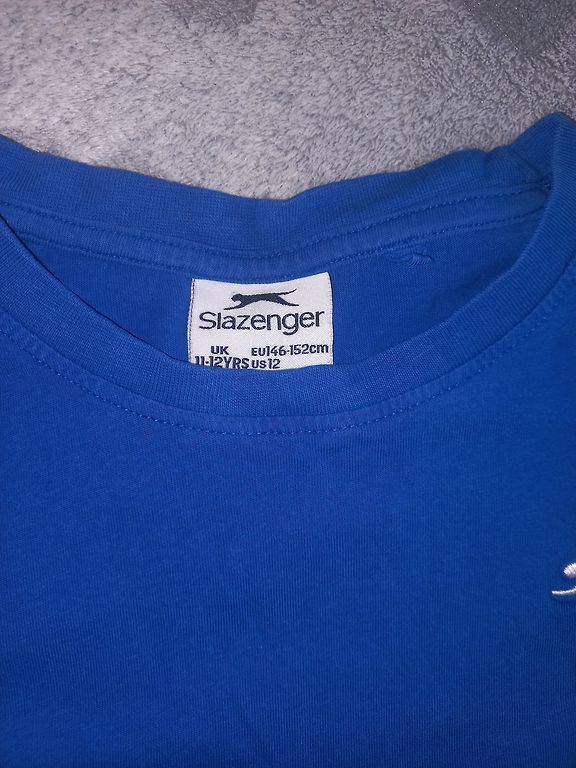 Slazenger
UK EU146-152cm
11-12YRS US12